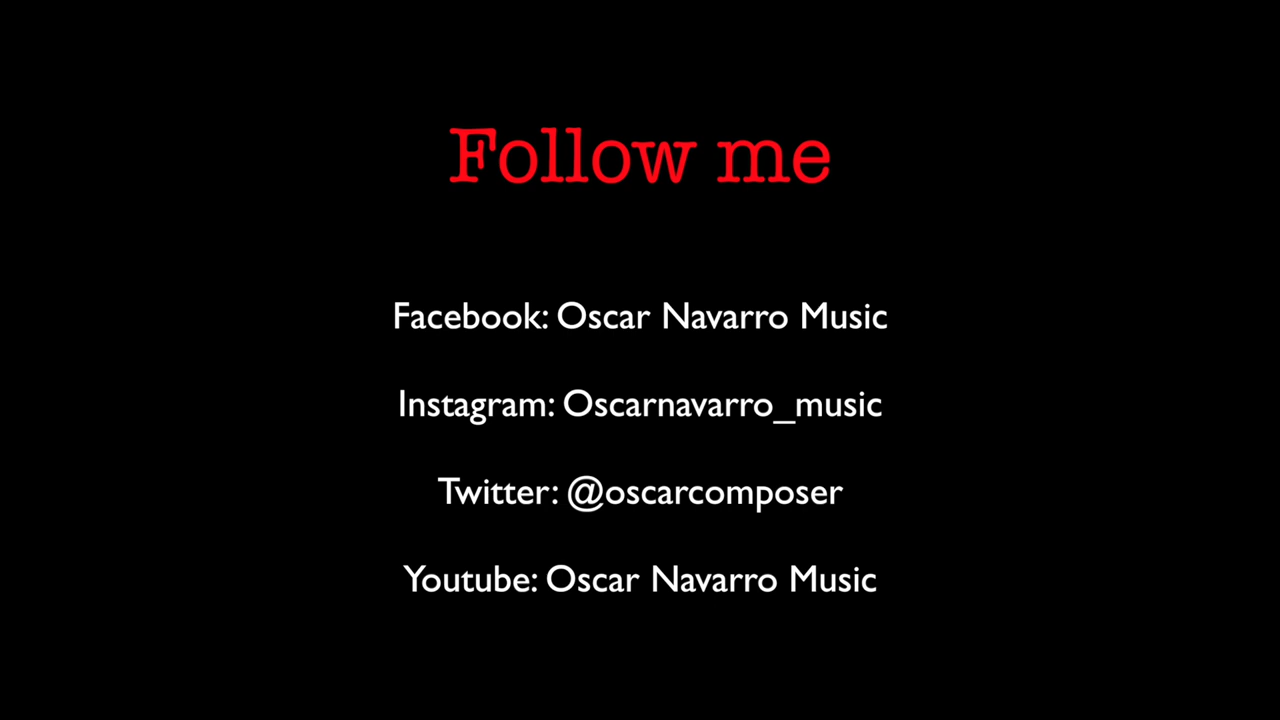 Follow me
Facebook: Oscar Navarro Music
Instagram: Oscarnavarro_music
Twitter: @oscarcomposer
Youtube: Oscar Navarro Music